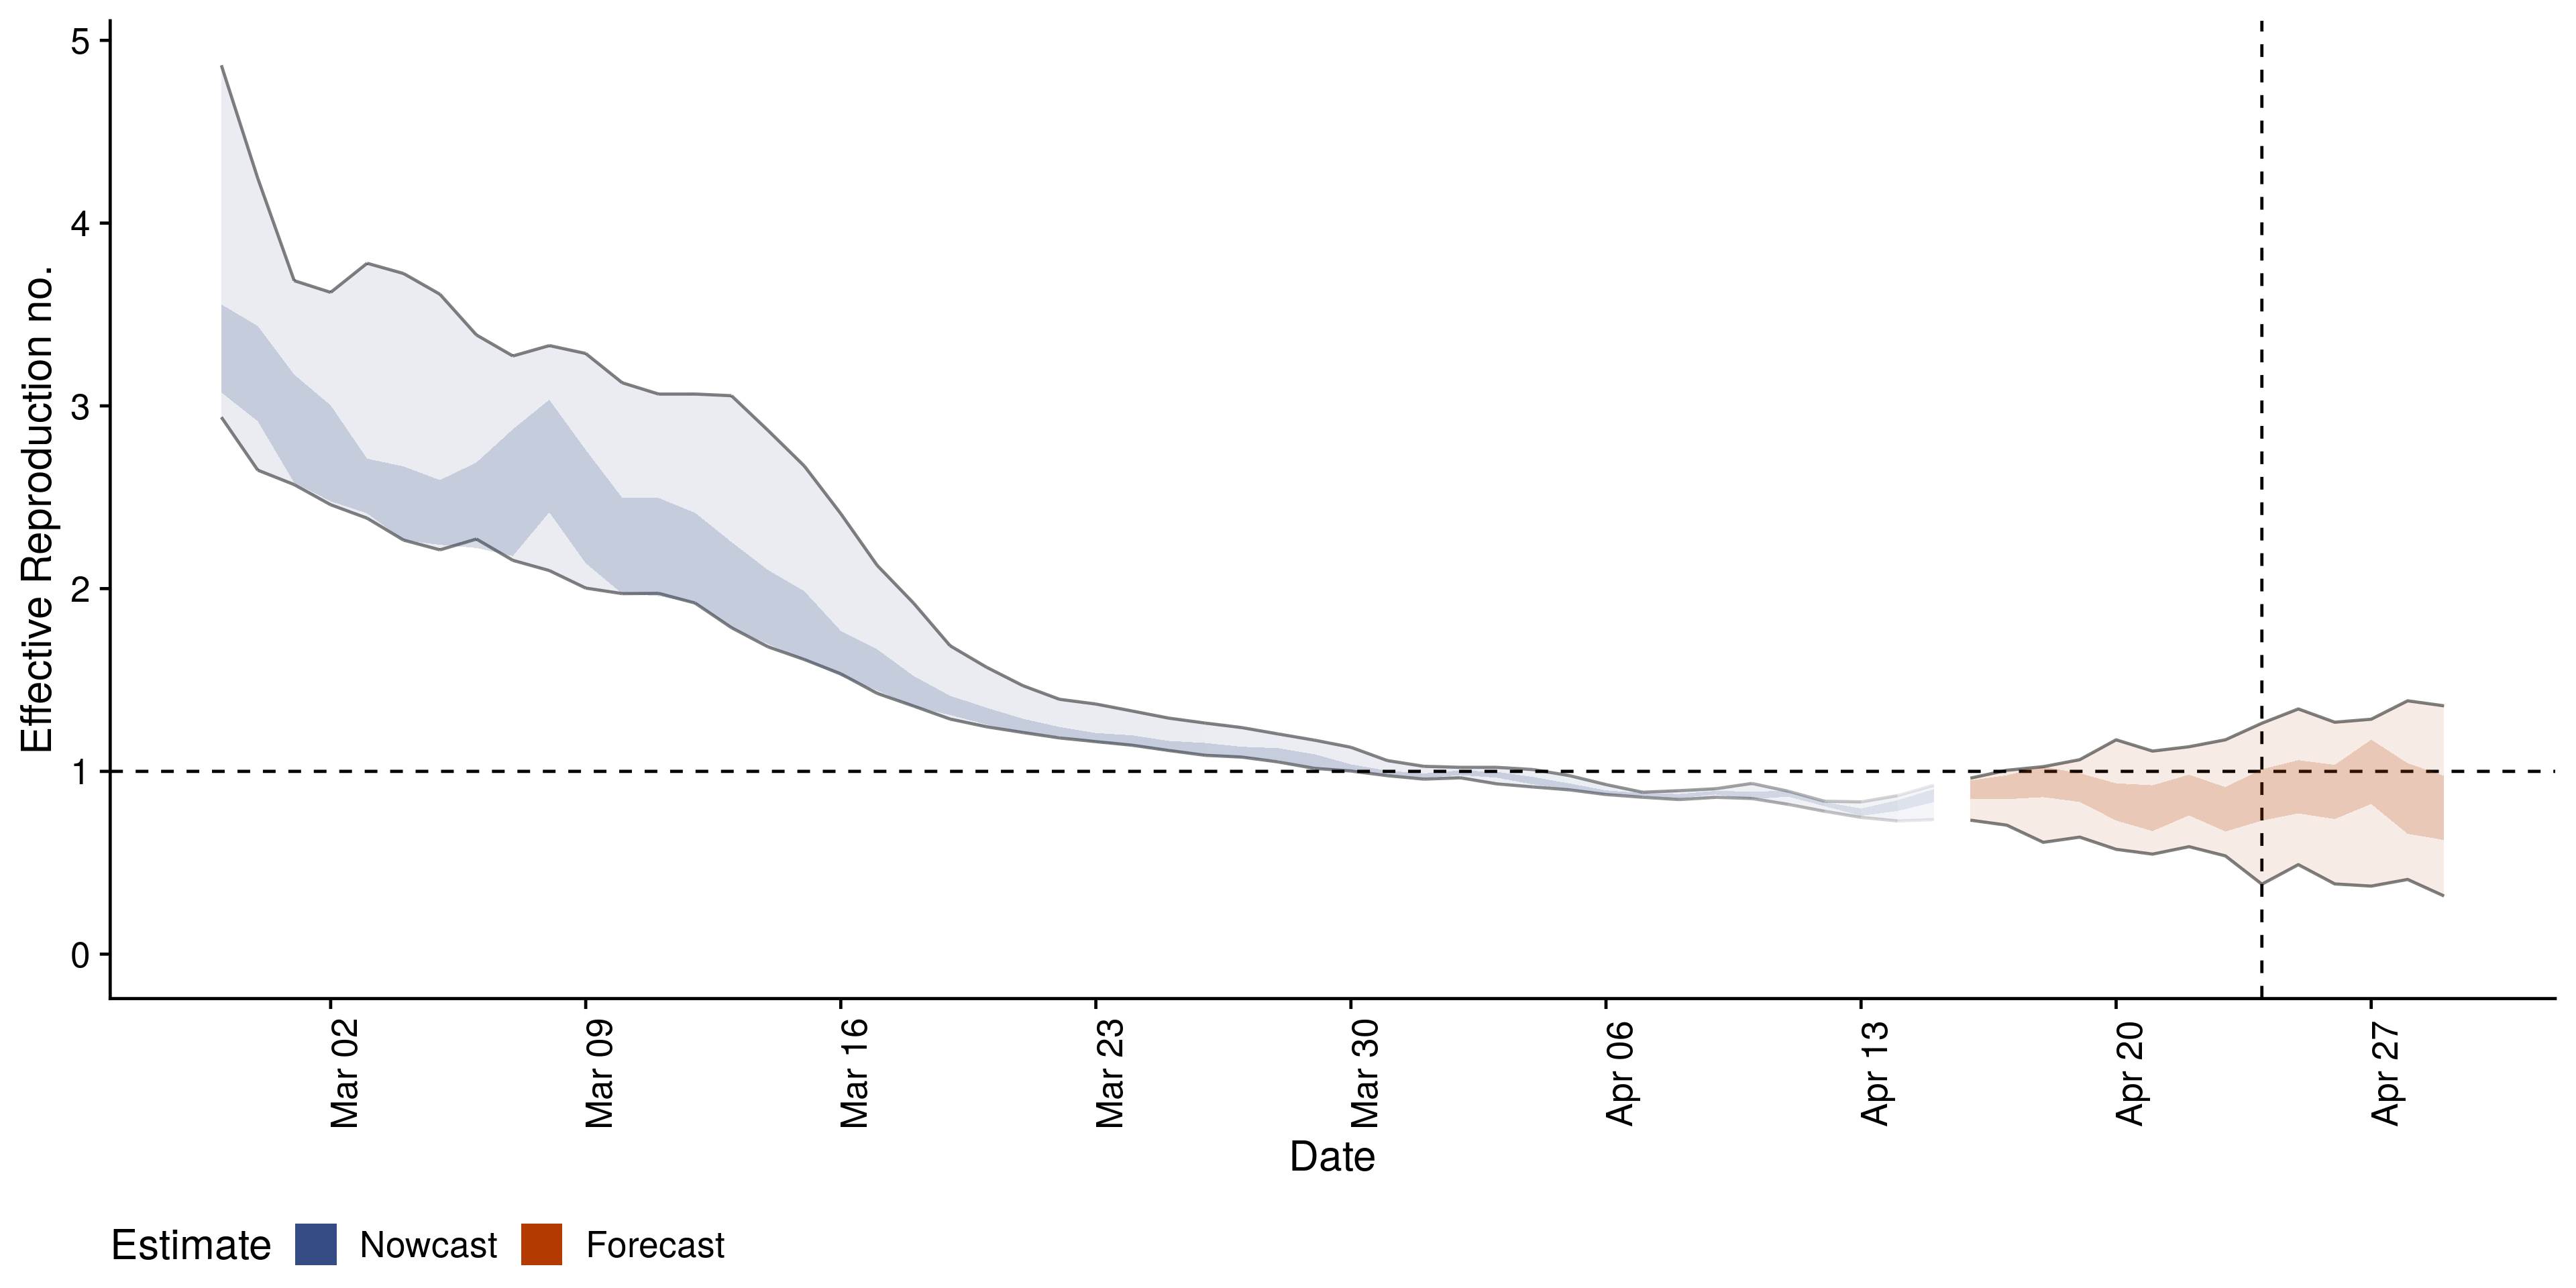 Effective Reproduction no.
5
4
3
2
1
0
Mar 02
Mar 09
Mar 16
Mar 23
Mar 30
Apr 06
Apr 13
Apr 20
Apr 27
Date
Estimate Nowcast Forecast